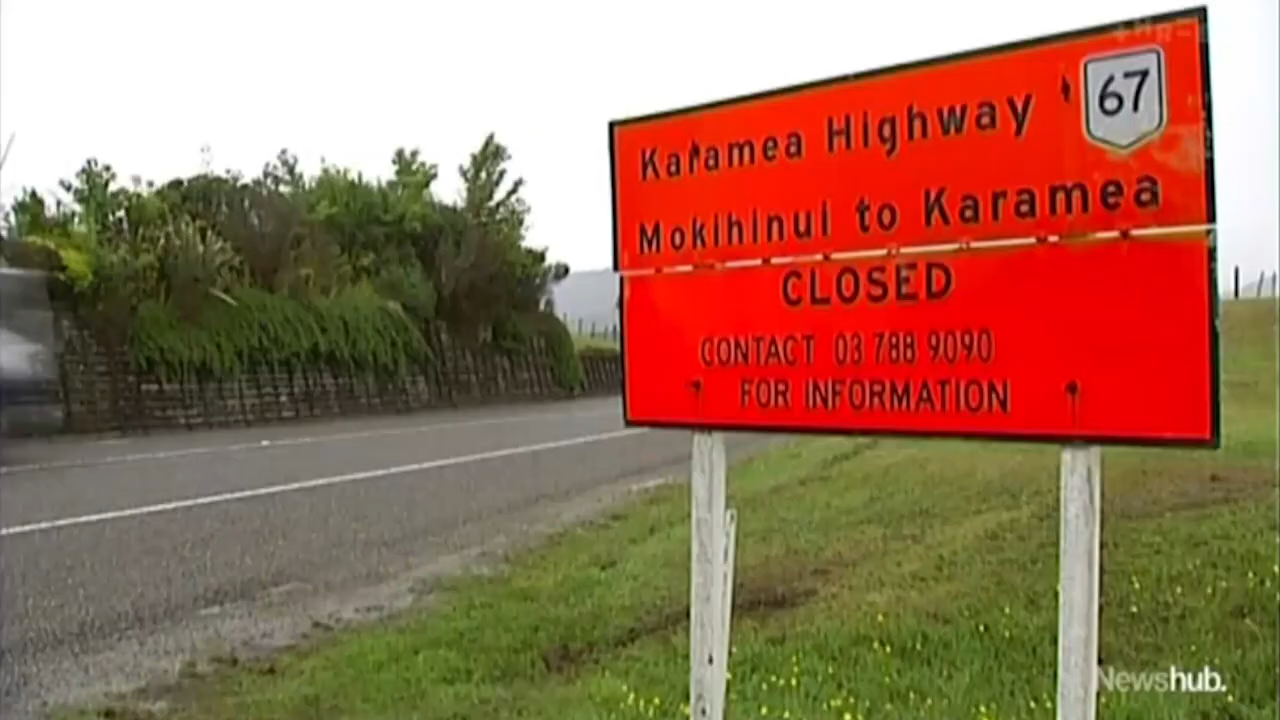 Karamea Highway 67
Mokihinui to Karamea
CLOSED
CONTACT 03 788 9090
FOR INFORMATION
Newshub.